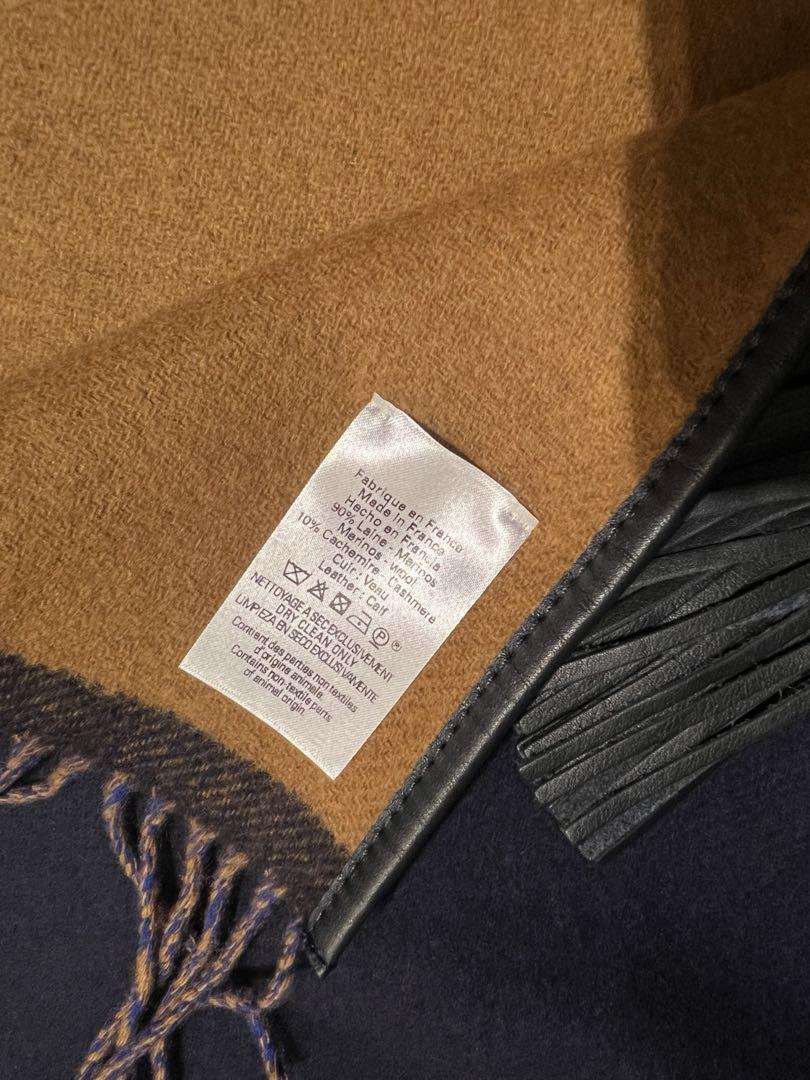 Fabriqué en France
Made in France
Hecho en Francia
90% Laine : Merinos
Merinos - wool
10% Cachemire : Cashmere
Cuir : Veau
Leather : Calf
P ®
NETTOYAGE A SEC EXCLUSIVEMENT
DRY CLEAN ONLY
LIMPIEZA EN SECO EXCLUSIVAMENTE
Contient des parties non textiles
d'origine animale
Contains non-textile parts
of animal origin.